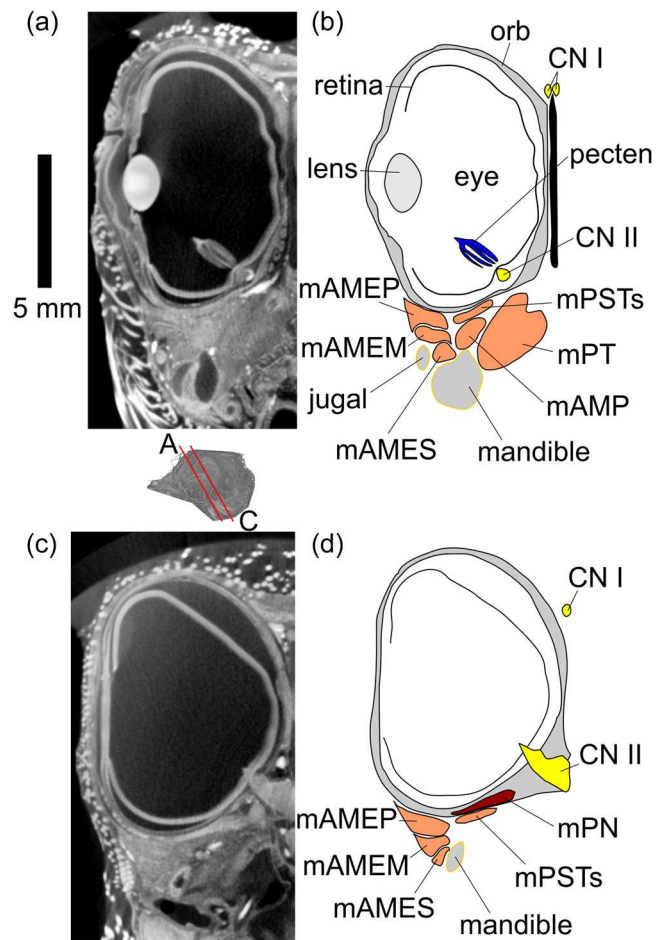 (a)
(b)
orb
CN I
retina
pecten
lens
eye
CN II
5 mm
mAMEP
mPSTs
mAMEM
mPT
jugal
mAMP
mAMES
mandible
A
C
(c)
(d)
CN I
CN II
mAMEP
mPN
mAMEM
mPSTs
mAMES
mandible